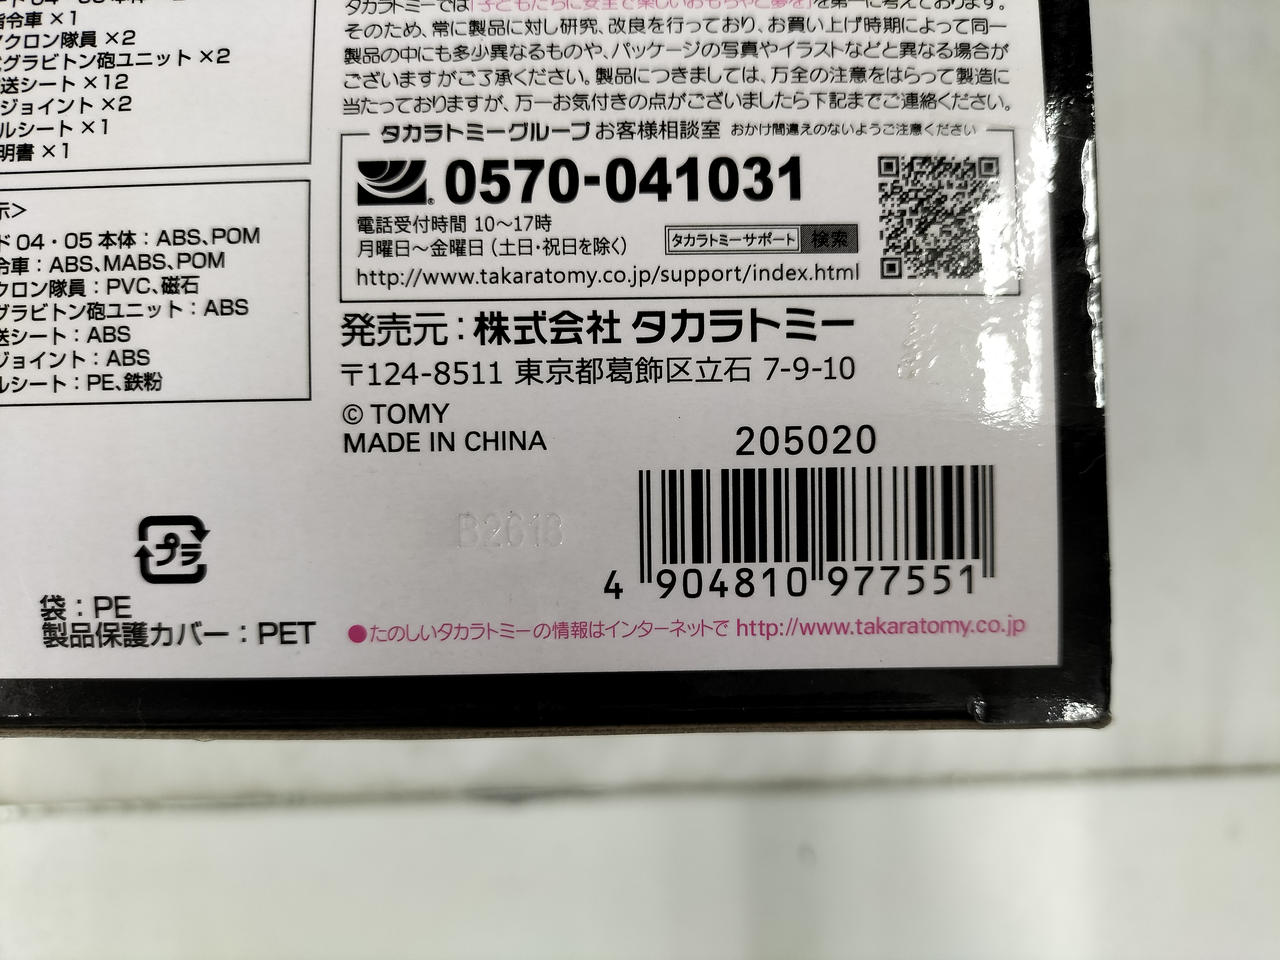 指令車×1
クロン隊員×2
グラビトン砲ユニット×2
送シート×12
ジョイント×2
ルシート×1
明書×1
示>
ド04・05本体：ABS、POM
令車：ABS、MABS、POM
クロン隊員：PVC、磁石
グラビトン砲ユニット：ABS
送シート：ABS
ジョイント：ABS
ルシート：PE、鉄粉
タカラトミーでは「子どもたちに安全で楽しいおもちゃと夢を」を第一に考えております。
そのため、常に製品に対し研究、改良を行っており、お買い上げ時期によって同一
製品の中にも多少異なるものや、パッケージの写真やイラストなどと異なる場合が
ございますがご了承ください。製品につきましては、万全の注意をはらって製造に
当たっておりますが、万一お気付きの点がございましたら下記までご連絡ください。
タカラトミーグループお客様相談室 おかけ間違えのないようご注意ください
0570-041031
電話受付時間 10〜17時
月曜日〜金曜日（土日・祝日を除く）
タカラトミーサポート 検索
http://www.takaratomy.co.jp/support/index.html
発売元：株式会社 タカラトミー
〒124-8511 東京都葛飾区立石 7-9-10
© TOMY
MADE IN CHINA
205020
B2618
4 904810 977551
プラ
袋：PE
製品保護カバー：PET
●たのしいタカラトミーの情報はインターネットで http://www.takaratomy.co.jp